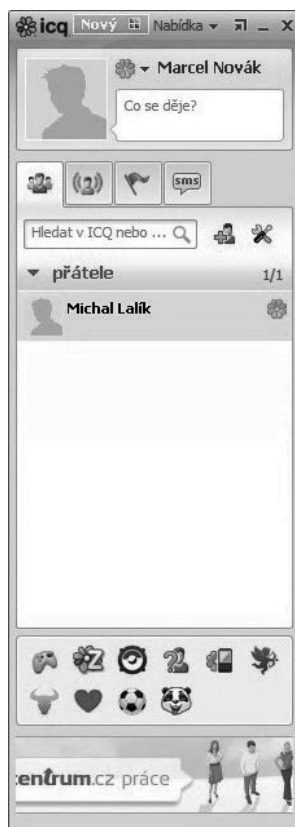 icq Nový Nabídka
Marcel Novák
Co se děje?
sms
Hledat v ICQ nebo ...
přátele 1/1
Michal Lalík
centrum.cz práce